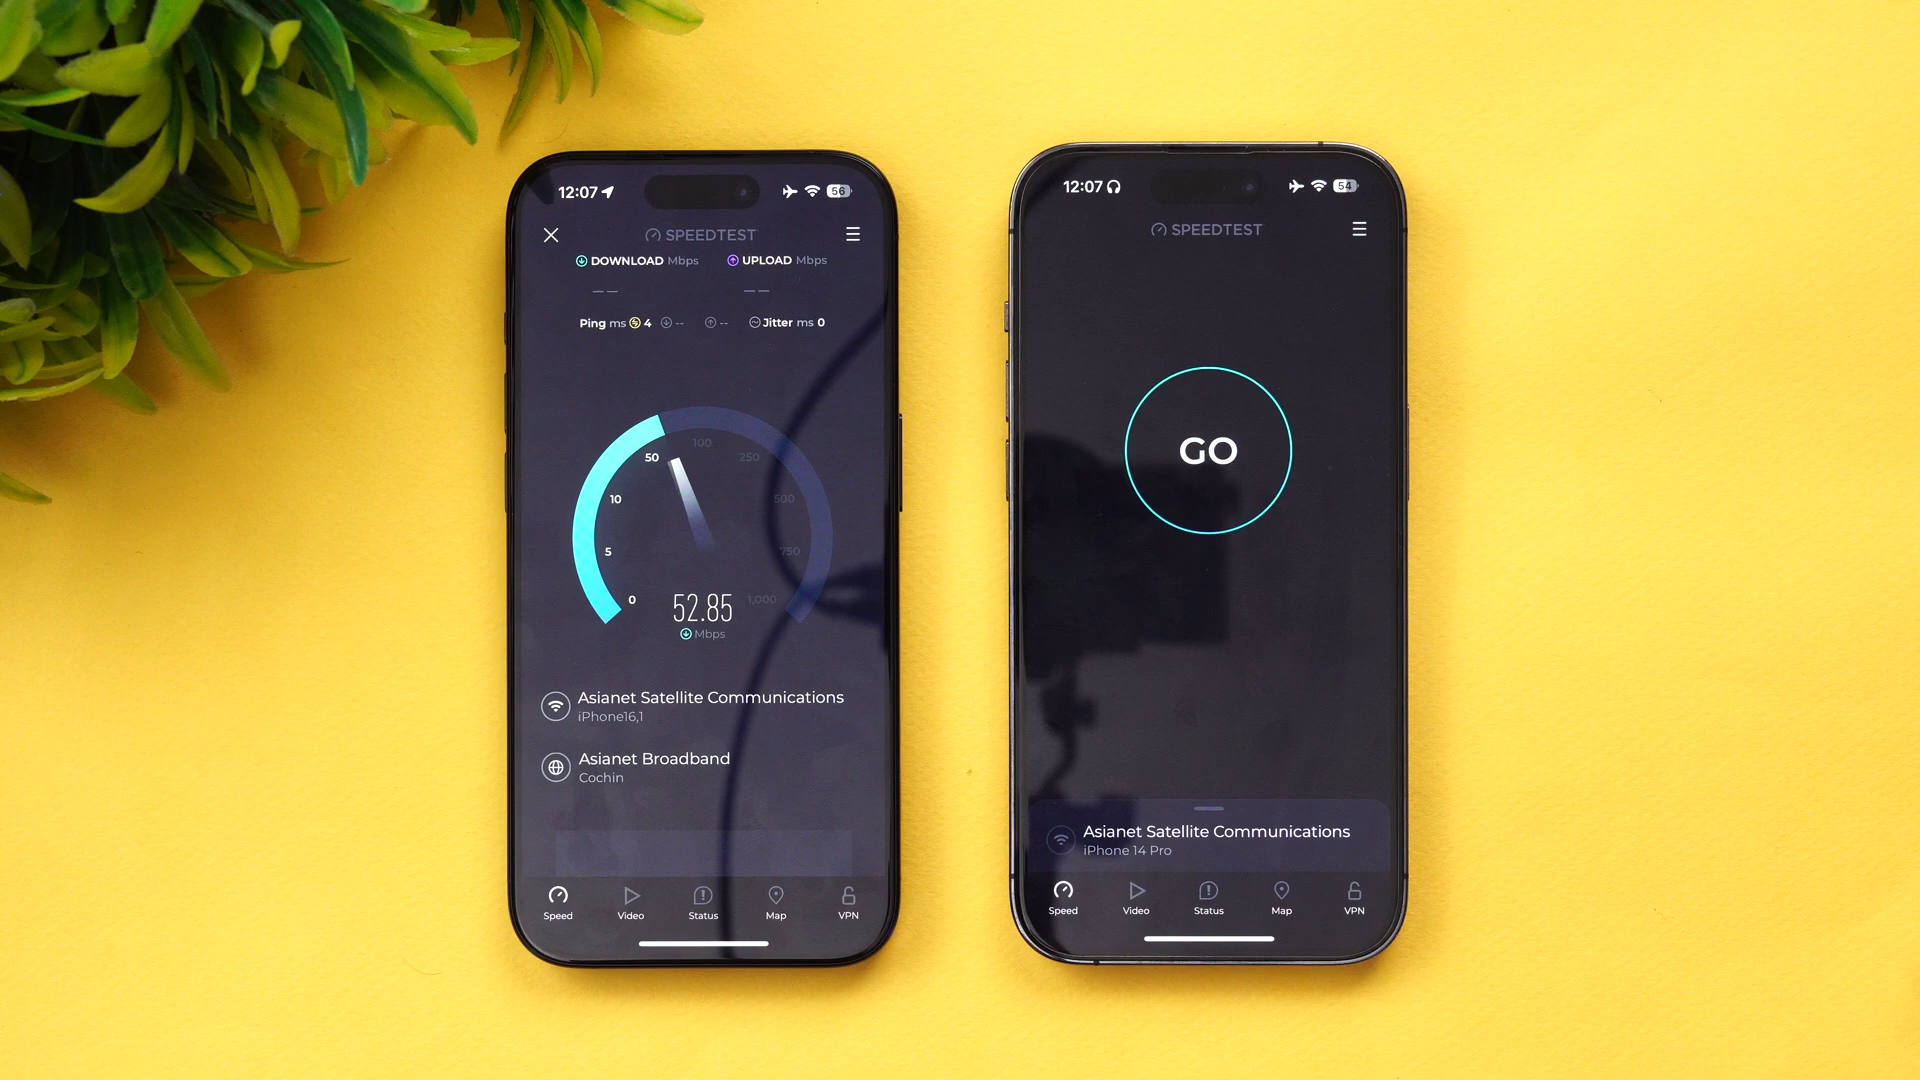 12:07
56
SPEEDTEST
DOWNLOAD Mbps
UPLOAD Mbps
Ping ms 4 -- -- Jitter ms 0
0
5
10
50
100
250
500
750
1,000
52.85
Mbps
Asianet Satellite Communications
iPhone16,1
Asianet Broadband
Cochin
Speed
Video
Status
Map
VPN
12:07
54
SPEEDTEST
GO
Asianet Satellite Communications
iPhone 14 Pro
Speed
Video
Status
Map
VPN